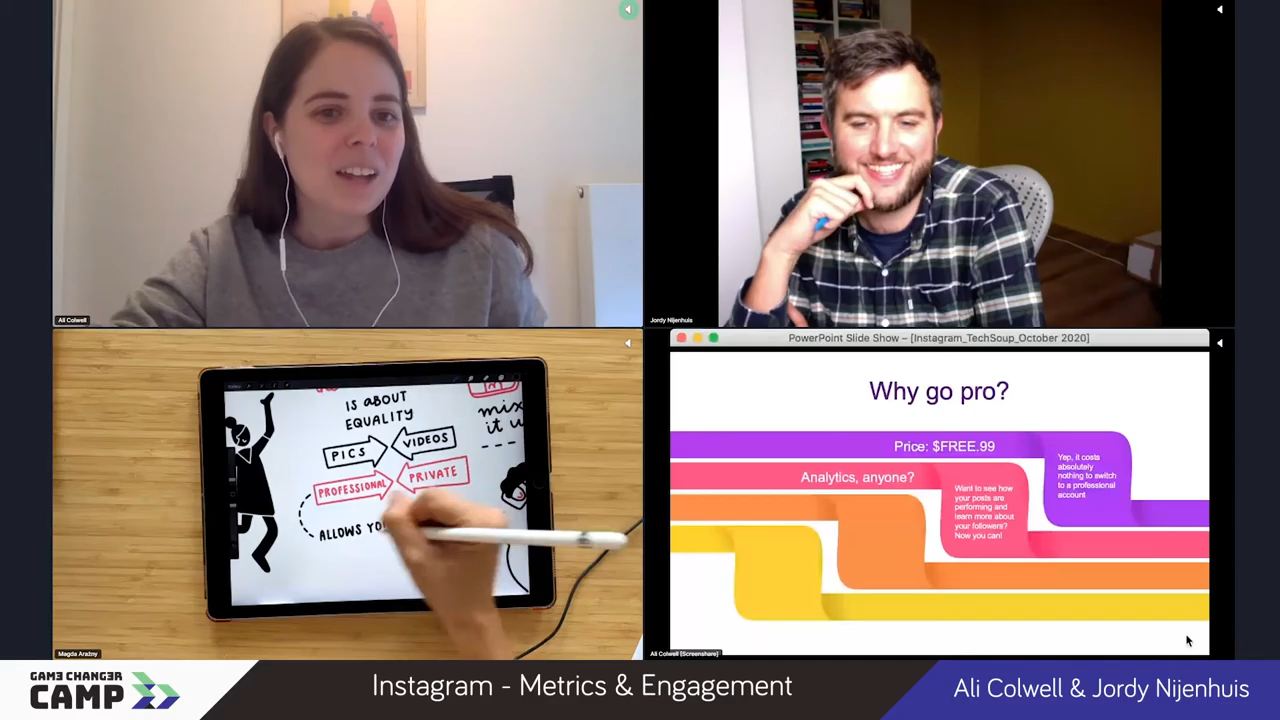 Ali Colwell
Jordy Nijenhuis
IS ABOUT
EQUALITY
PICS
VIDEOS
PROFESSIONAL
PRIVATE
ALLOWS YO
mix
it u
Magda Arażny
PowerPoint Slide Show – [Instagram_TechSoup_October 2020]
Why go pro?
Price: $FREE.99
Yep, it costs
absolutely
nothing to switch
to a professional
account
Analytics, anyone?
Want to see how
your posts are
performing and
learn more about
your followers?
Now you can!
Ali Colwell [Screenshare]
GAME CHANGER
CAMP
Instagram - Metrics & Engagement
Ali Colwell & Jordy Nijenhuis